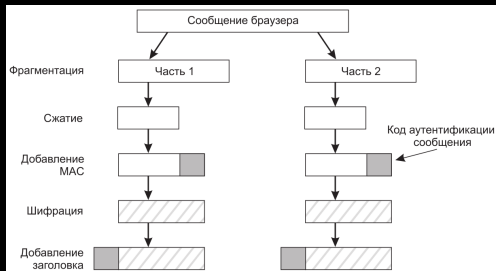 Сообщение браузера
Фрагментация
Часть 1
Часть 2
Сжатие
Код аутентификации
сообщения
Добавление
MAC
Шифрация
Добавление
заголовка